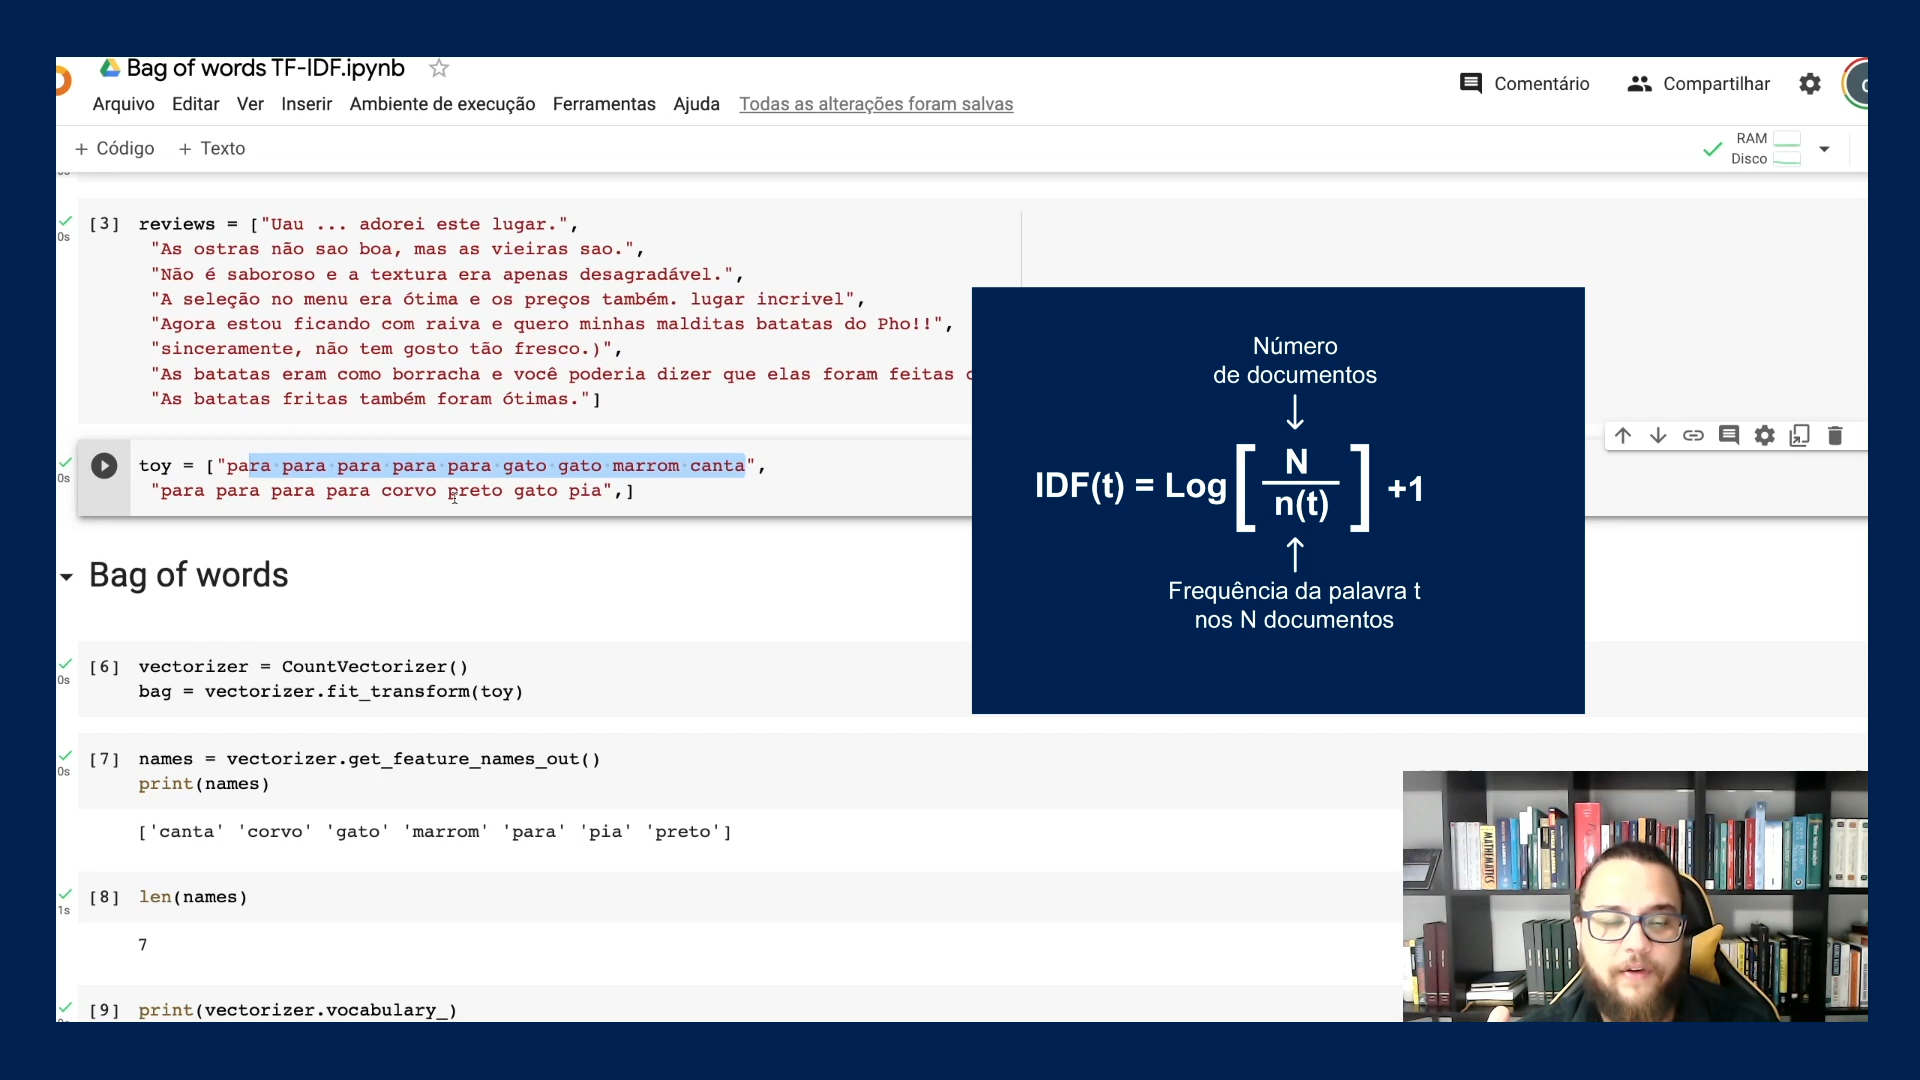 Bag of words TF-IDF.ipynb
Arquivo Editar Ver Inserir Ambiente de execução Ferramentas Ajuda Todas as alterações foram salvas
Comentário Compartilhar
+ Código + Texto
RAM
Disco
0s
[3] reviews = ["Uau ... adorei este lugar.",
"As ostras não sao boa, mas as vieiras sao.",
"Não é saboroso e a textura era apenas desagradável.",
"A seleção no menu era ótima e os preços também. lugar incrivel",
"Agora estou ficando com raiva e quero minhas malditas batatas do Pho!!",
"sinceramente, não tem gosto tão fresco.)",
"As batatas eram como borracha e você poderia dizer que elas foram feitas
"As batatas fritas também foram ótimas."]
0s
toy = ["para para para para para gato gato marrom canta",
"para para para para corvo preto gato pia",]
Bag of words
0s
[6] vectorizer = CountVectorizer()
bag = vectorizer.fit_transform(toy)
0s
[7] names = vectorizer.get_feature_names_out()
print(names)
['canta' 'corvo' 'gato' 'marrom' 'para' 'pia' 'preto']
1s
[8] len(names)
7
[9] print(vectorizer.vocabulary_)
Número
de documentos
IDF(t) = Log [ N / n(t) ] +1
Frequência da palavra t
nos N documentos
MATHEMATICS